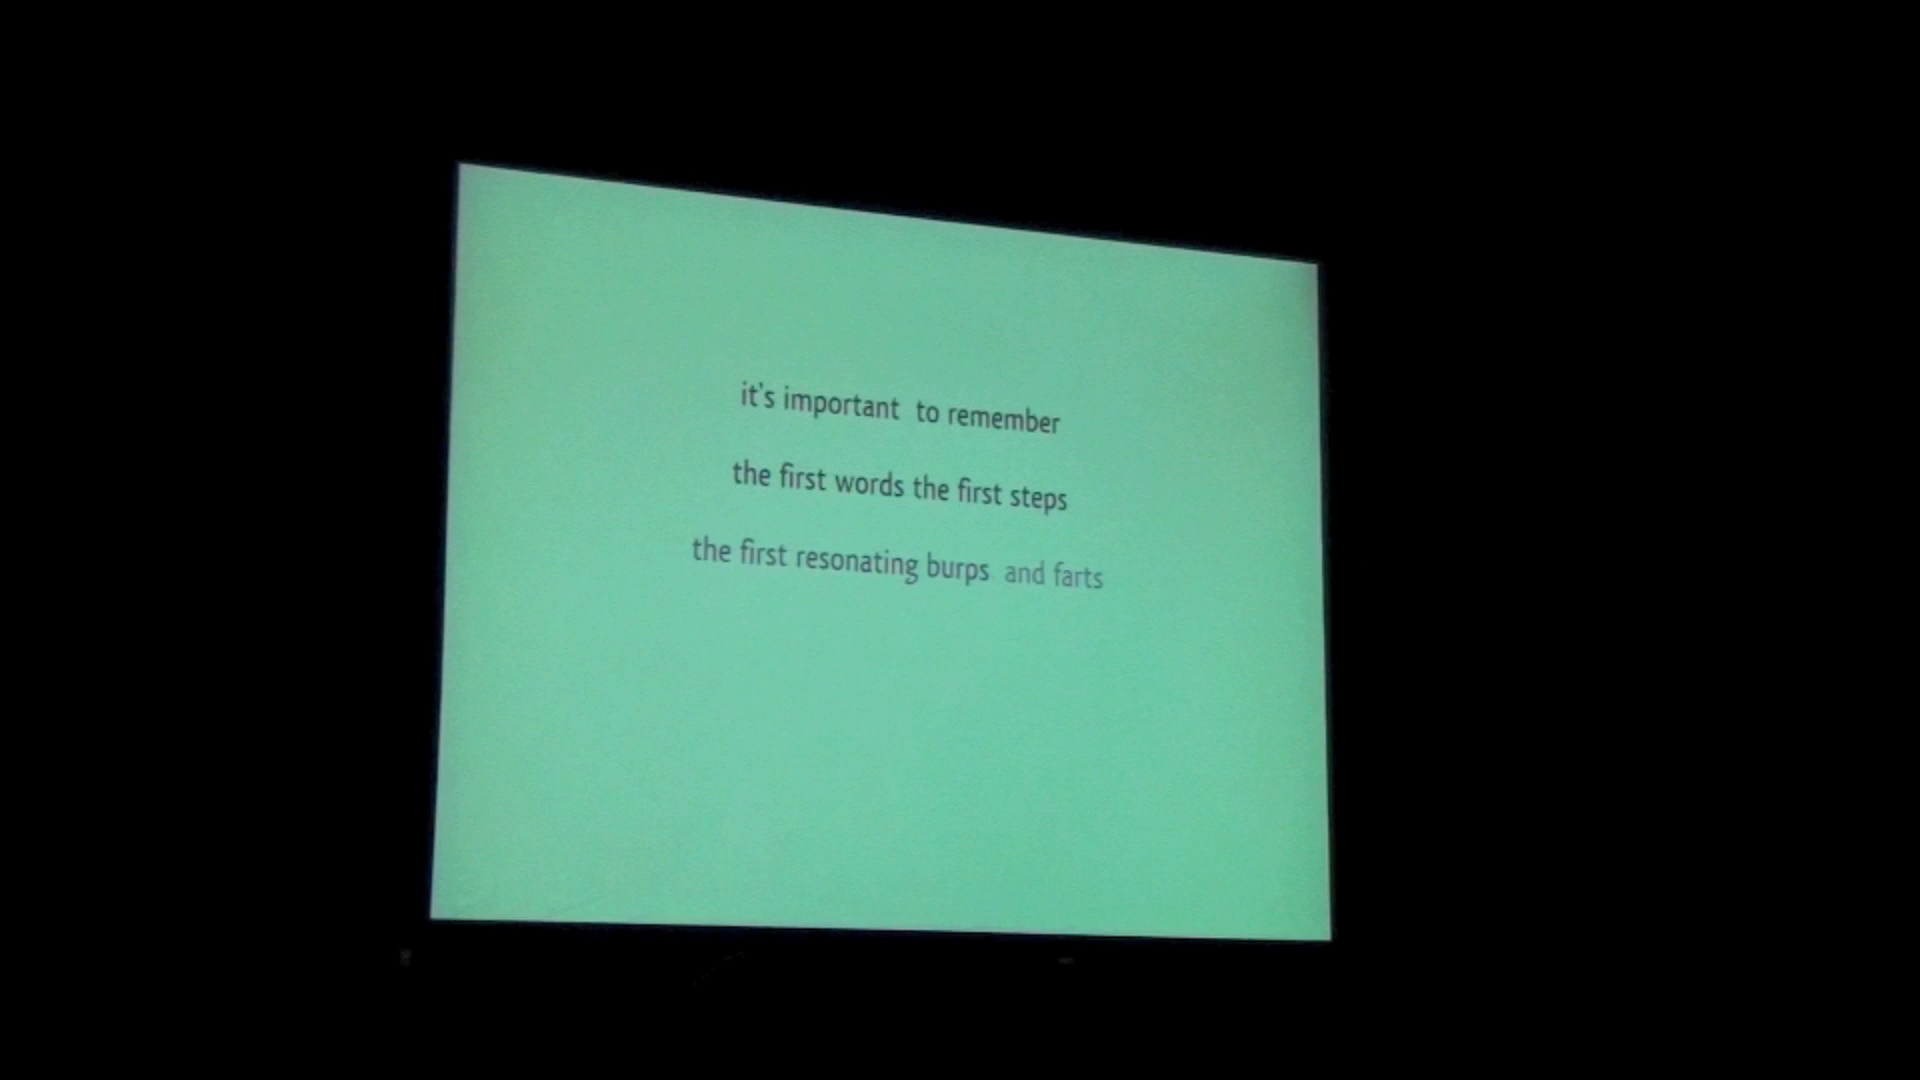 it's important to remember
the first words the first steps
the first resonating burps and farts